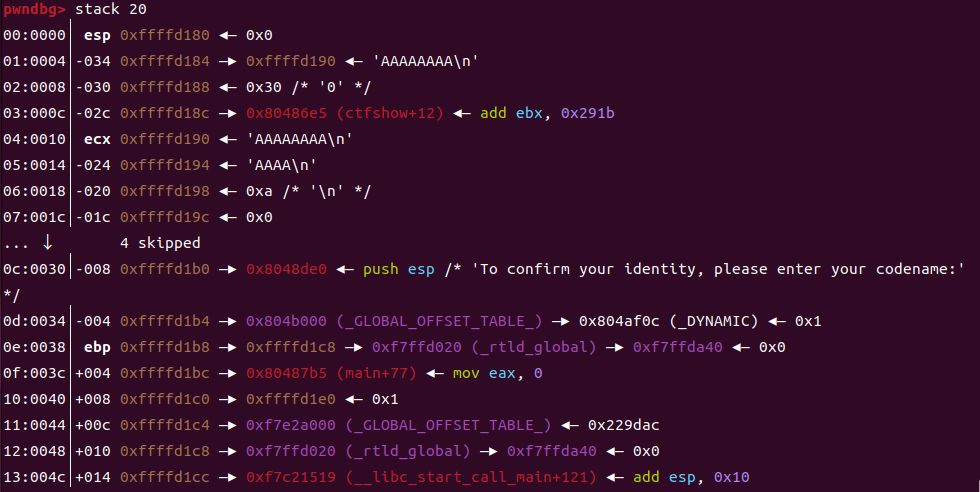 pwndbg> stack 20
00:0000│ esp 0xffffd180 ◂— 0x0
01:0004│-034 0xffffd184 —▸ 0xffffd190 ◂— 'AAAAAAAA\n'
02:0008│-030 0xffffd188 ◂— 0x30 /* '0' */
03:000c│-02c 0xffffd18c —▸ 0x80486e5 (ctfshow+12) ◂— add ebx, 0x291b
04:0010│ ecx 0xffffd190 ◂— 'AAAAAAAA\n'
05:0014│-024 0xffffd194 ◂— 'AAAA\n'
06:0018│-020 0xffffd198 ◂— 0xa /* '\n' */
07:001c│-01c 0xffffd19c ◂— 0x0
... ↓ 4 skipped
0c:0030│-008 0xffffd1b0 —▸ 0x8048de0 ◂— push esp /* 'To confirm your identity, please enter your codename:'
*/
0d:0034│-004 0xffffd1b4 —▸ 0x804b000 (_GLOBAL_OFFSET_TABLE_) —▸ 0x804af0c (_DYNAMIC) ◂— 0x1
0e:0038│ ebp 0xffffd1b8 —▸ 0xffffd1c8 —▸ 0xf7ffd020 (_rtld_global) —▸ 0xf7ffda40 ◂— 0x0
0f:003c│+004 0xffffd1bc —▸ 0x80487b5 (main+77) ◂— mov eax, 0
10:0040│+008 0xffffd1c0 —▸ 0xffffd1e0 ◂— 0x1
11:0044│+00c 0xffffd1c4 —▸ 0xf7e2a000 (_GLOBAL_OFFSET_TABLE_) ◂— 0x229dac
12:0048│+010 0xffffd1c8 —▸ 0xf7ffd020 (_rtld_global) —▸ 0xf7ffda40 ◂— 0x0
13:004c│+014 0xffffd1cc —▸ 0xf7c21519 (__libc_start_call_main+121) ◂— add esp, 0x10